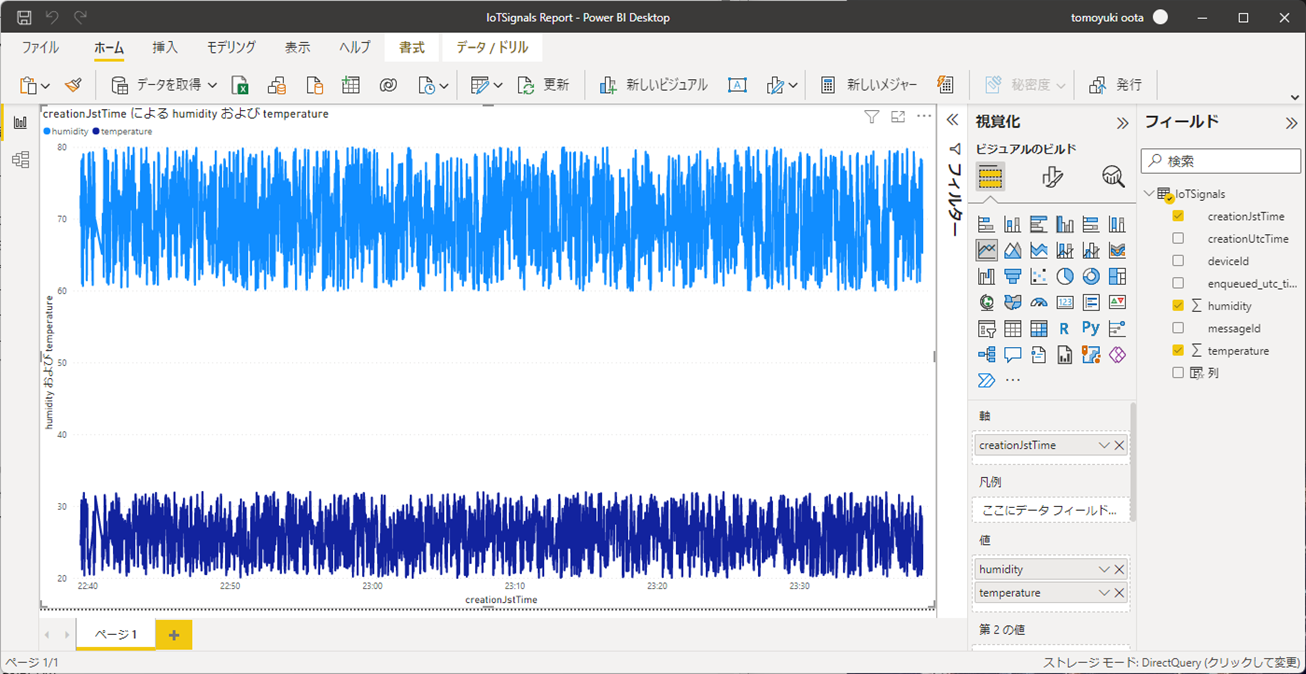 IoTSignals Report - Power BI Desktop
tomoyuki oota
ファイル ホーム 挿入 モデリング 表示 ヘルプ 書式 データ / ドリル
データを取得 更新 新しいビジュアル A 新しいメジャー 秘密度 発行
creationJstTime による humidity および temperature
humidity temperature
80
70
60
50
40
30
20
humidity および temperature
22:40 22:50 23:00 23:10 23:20 23:30
creationJstTime
フィルター
視覚化
ビジュアルのビルド
123
R Py
軸
creationJstTime
凡例
ここにデータ フィールド...
値
humidity
temperature
第 2 の値
フィールド
検索
IoTSignals
creationJstTime
creationUtcTime
deviceId
enqueued_utc_ti...
humidity
messageId
temperature
列
ページ 1
ページ 1/1
ストレージ モード: DirectQuery (クリックして変更)